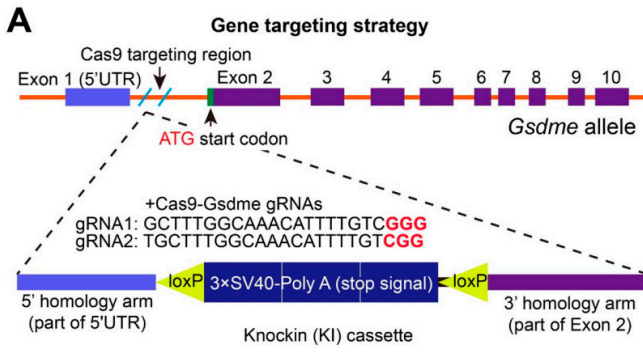 A
Gene targeting strategy
Cas9 targeting region
Exon 1 (5'UTR)
Exon 2
3
4
5
6
7
8
9
10
ATG start codon
Gsdme allele
+Cas9-Gsdme gRNAs
gRNA1: GCTTTGGCAAACATTTTGTCGGG
gRNA2: TGCTTTGGCAAACATTTTGTCGG
loxP
3×SV40-Poly A (stop signal)
loxP
5' homology arm
(part of 5'UTR)
3' homology arm
(part of Exon 2)
Knockin (KI) cassette